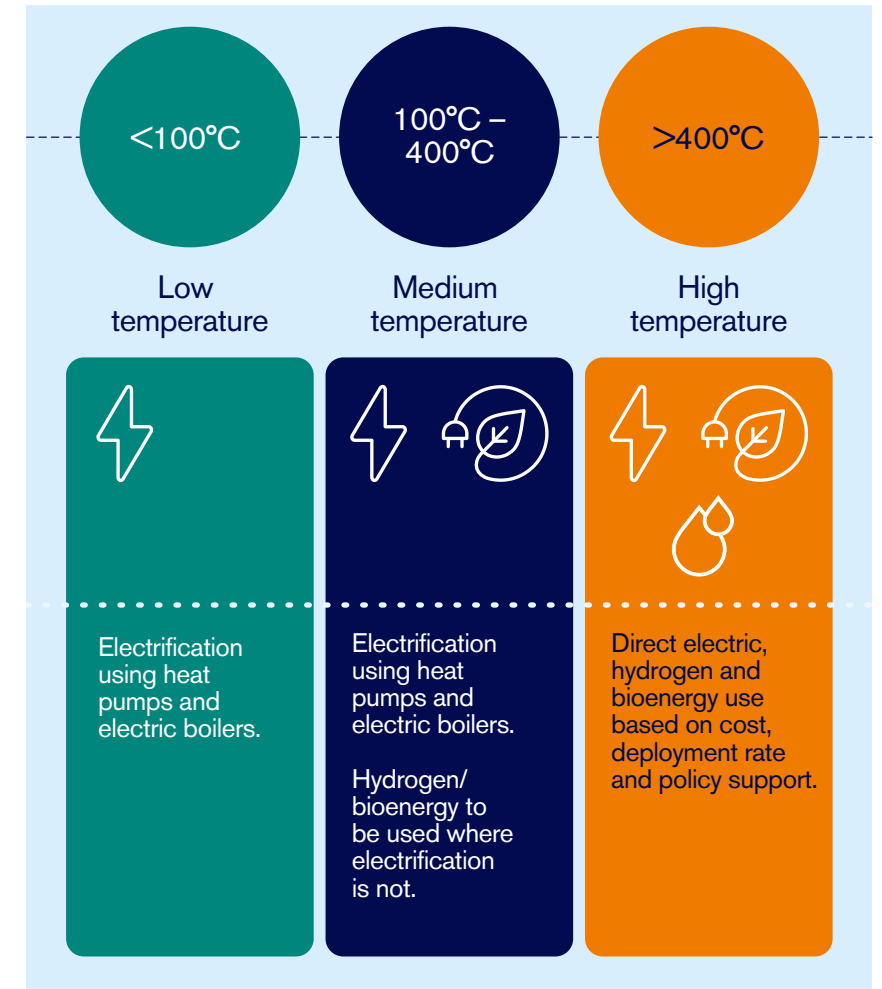 <100°C
100°C –
400°C
>400°C
Low
temperature
Medium
temperature
High
temperature
Electrification
using heat
pumps and
electric boilers.
Electrification
using heat
pumps and
electric boilers.
Hydrogen/
bioenergy to
be used where
electrification
is not.
Direct electric,
hydrogen and
bioenergy use
based on cost,
deployment rate
and policy support.